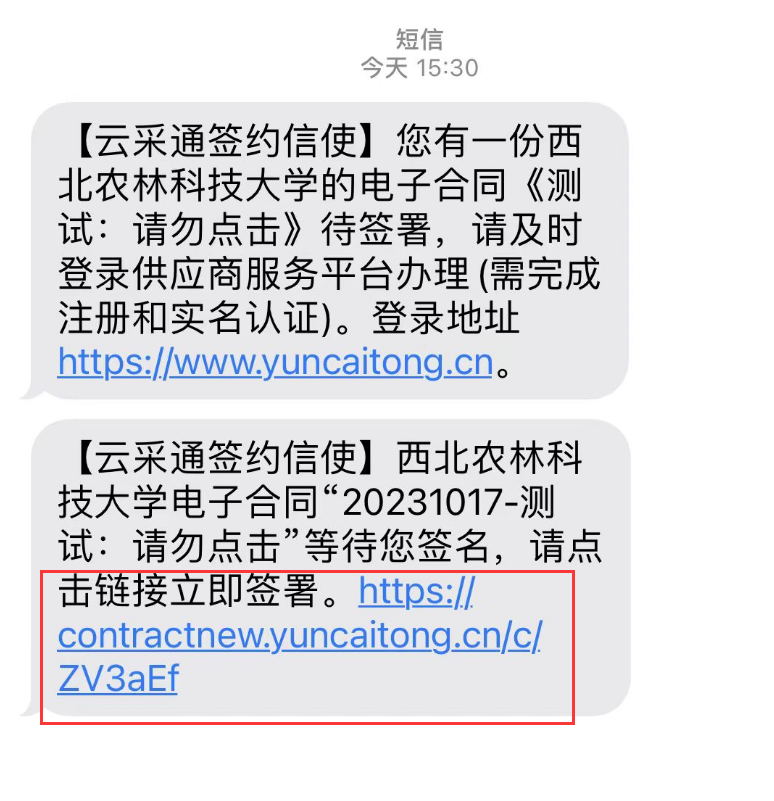 短信
今天 15:30
【云采通签约信使】您有一份西
北农林科技大学的电子合同《测
试：请勿点击》待签署，请及时
登录供应商服务平台办理(需完成
注册和实名认证)。登录地址
https://www.yuncaitong.cn。
【云采通签约信使】西北农林科
技大学电子合同“20231017-测
试：请勿点击”等待您签名，请点
击链接立即签署。https://
contractnew.yuncaitong.cn/c/
ZV3aEf